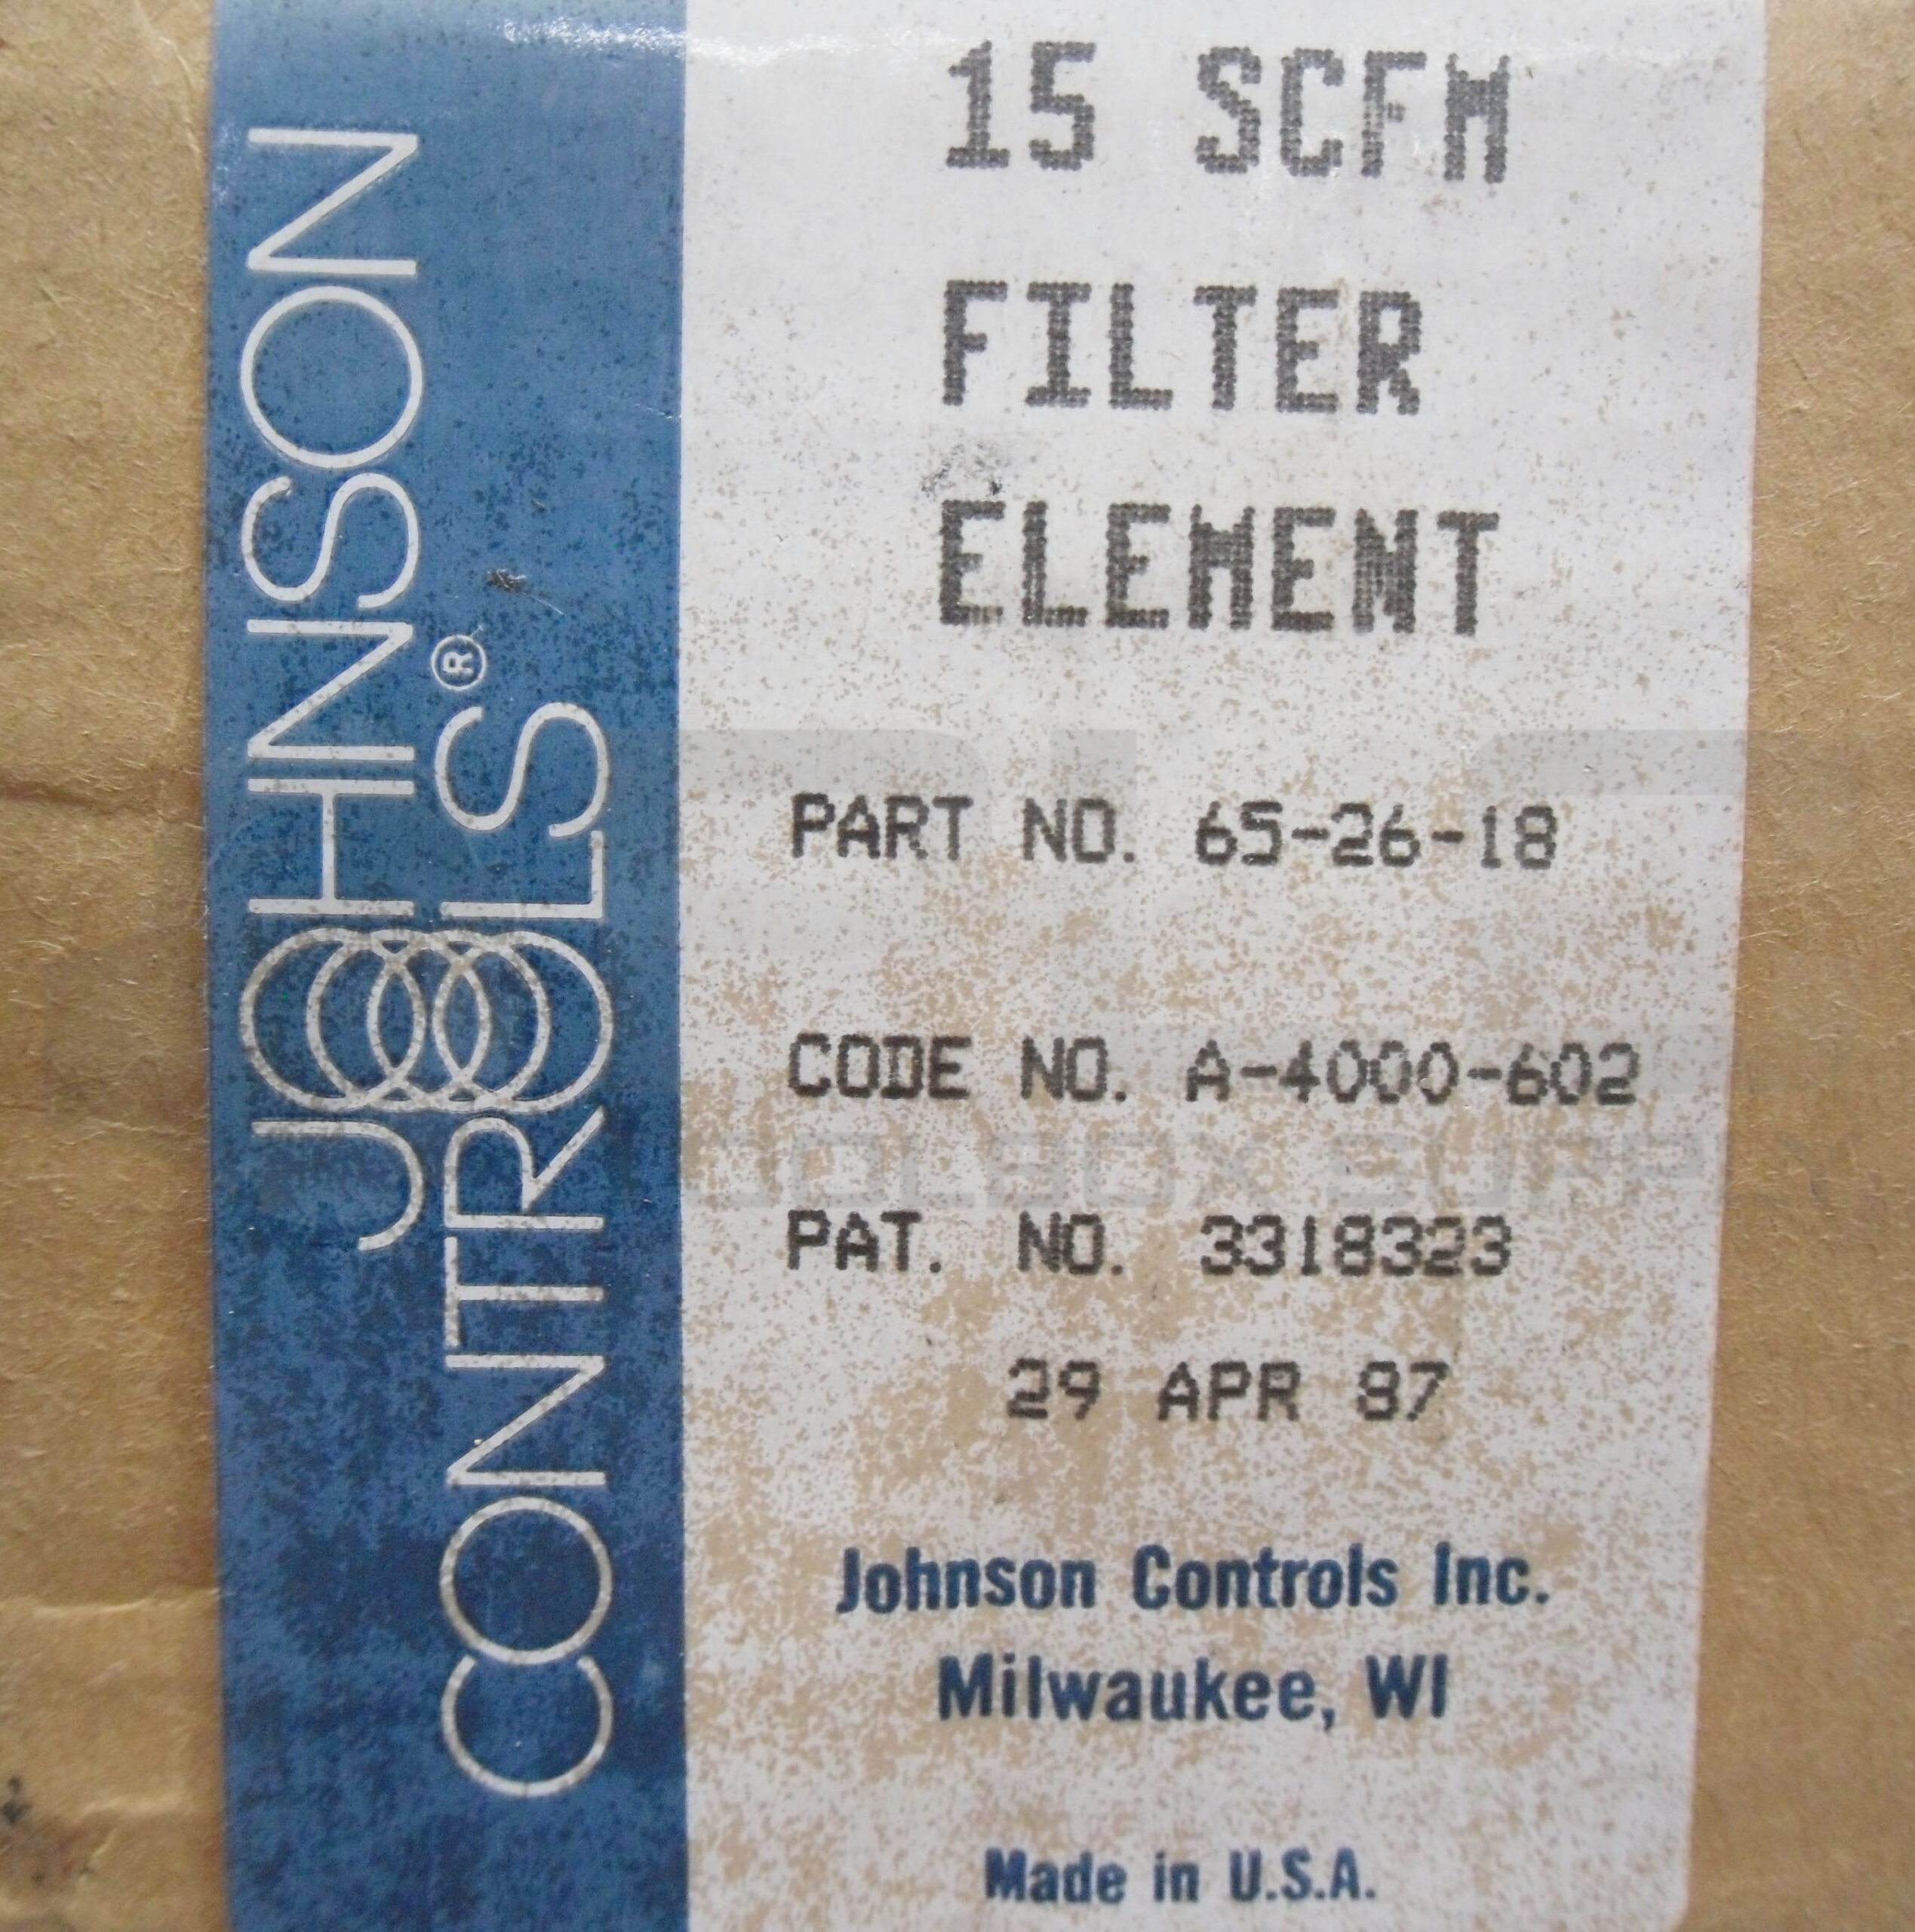 JOHNSON
CONTROLS®
15 SCFM
FILTER
ELEMENT
PART NO. 65-26-18
CODE NO. A-4000-602
PAT. NO. 3318323
29 APR 87
Johnson Controls Inc.
Milwaukee, WI
Made in U.S.A.